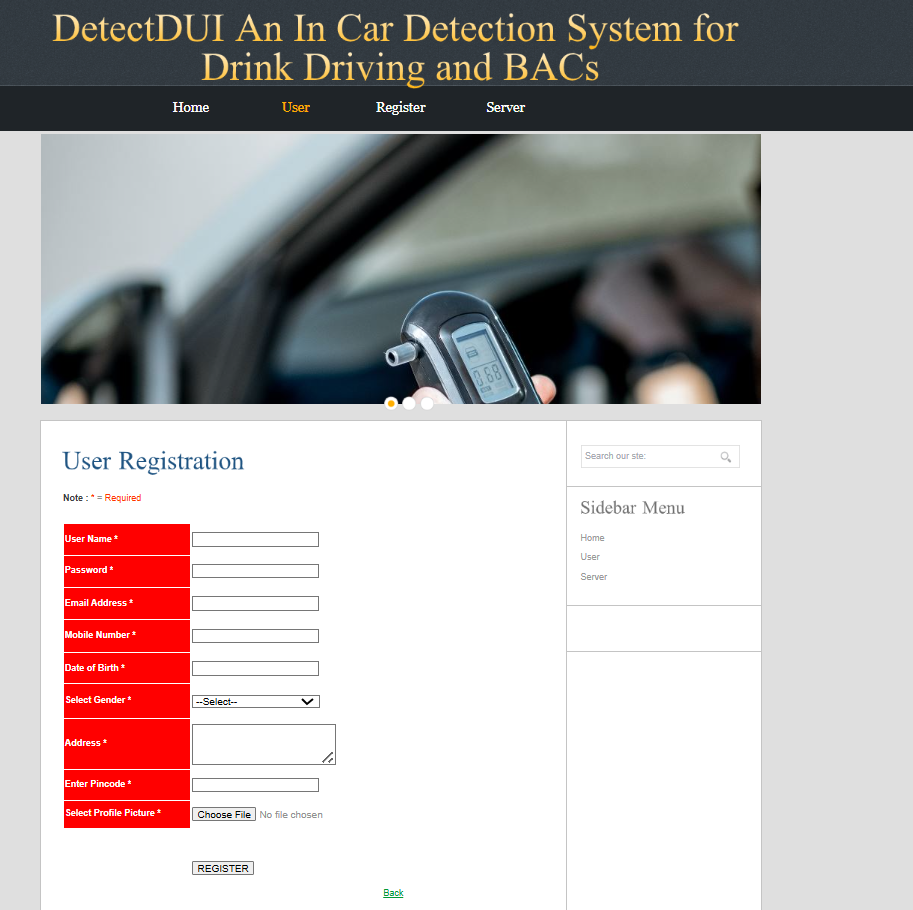 DetectDUI An In Car Detection System for
Drink Driving and BACs
Home User Register Server
0.68
User Registration
Search our ste:
Note : * = Required
Sidebar Menu
User Name *
Home
Password *
User
Server
Email Address *
Mobile Number *
Date of Birth *
Select Gender * --Select--
Address *
Enter Pincode *
Select Profile Picture * Choose File No file chosen
REGISTER
Back